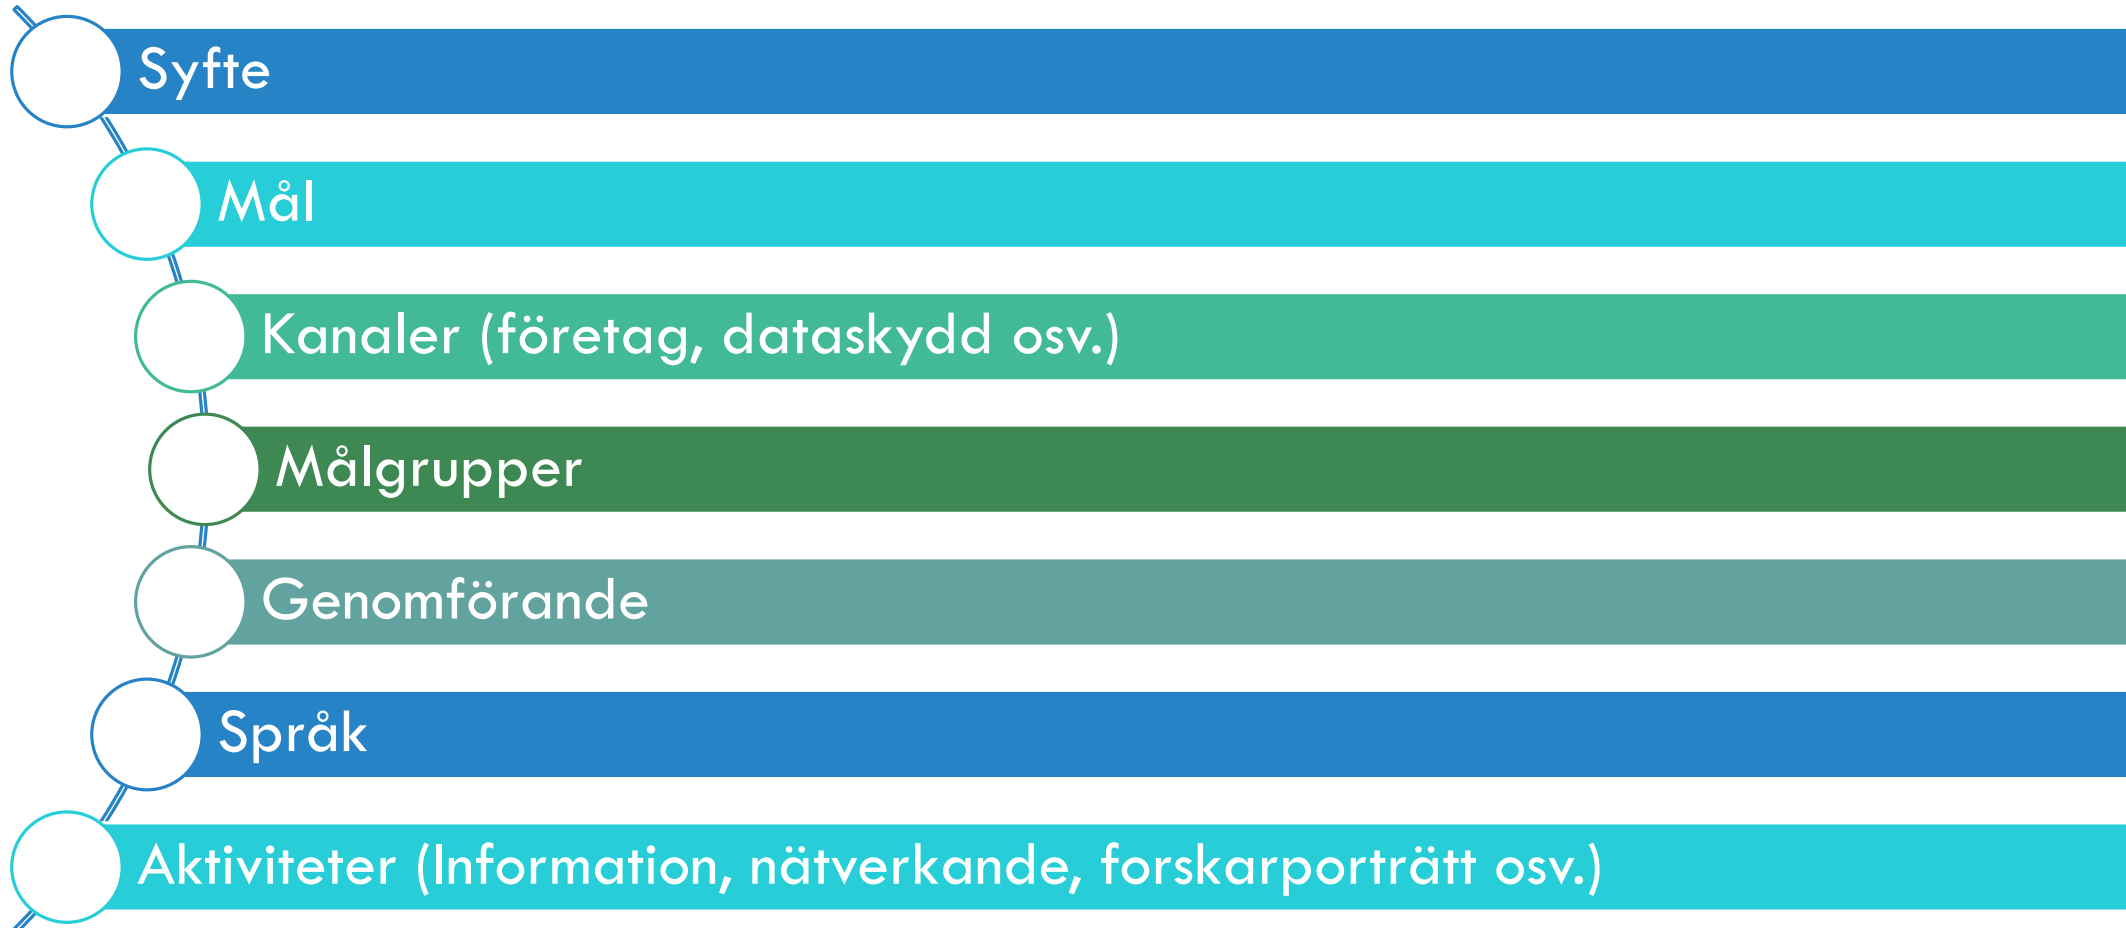 Syfte
Mål
Kanaler (företag, dataskydd osv.)
Målgrupper
Genomförande
Språk
Aktiviteter (Information, nätverkande, forskarporträtt osv.)